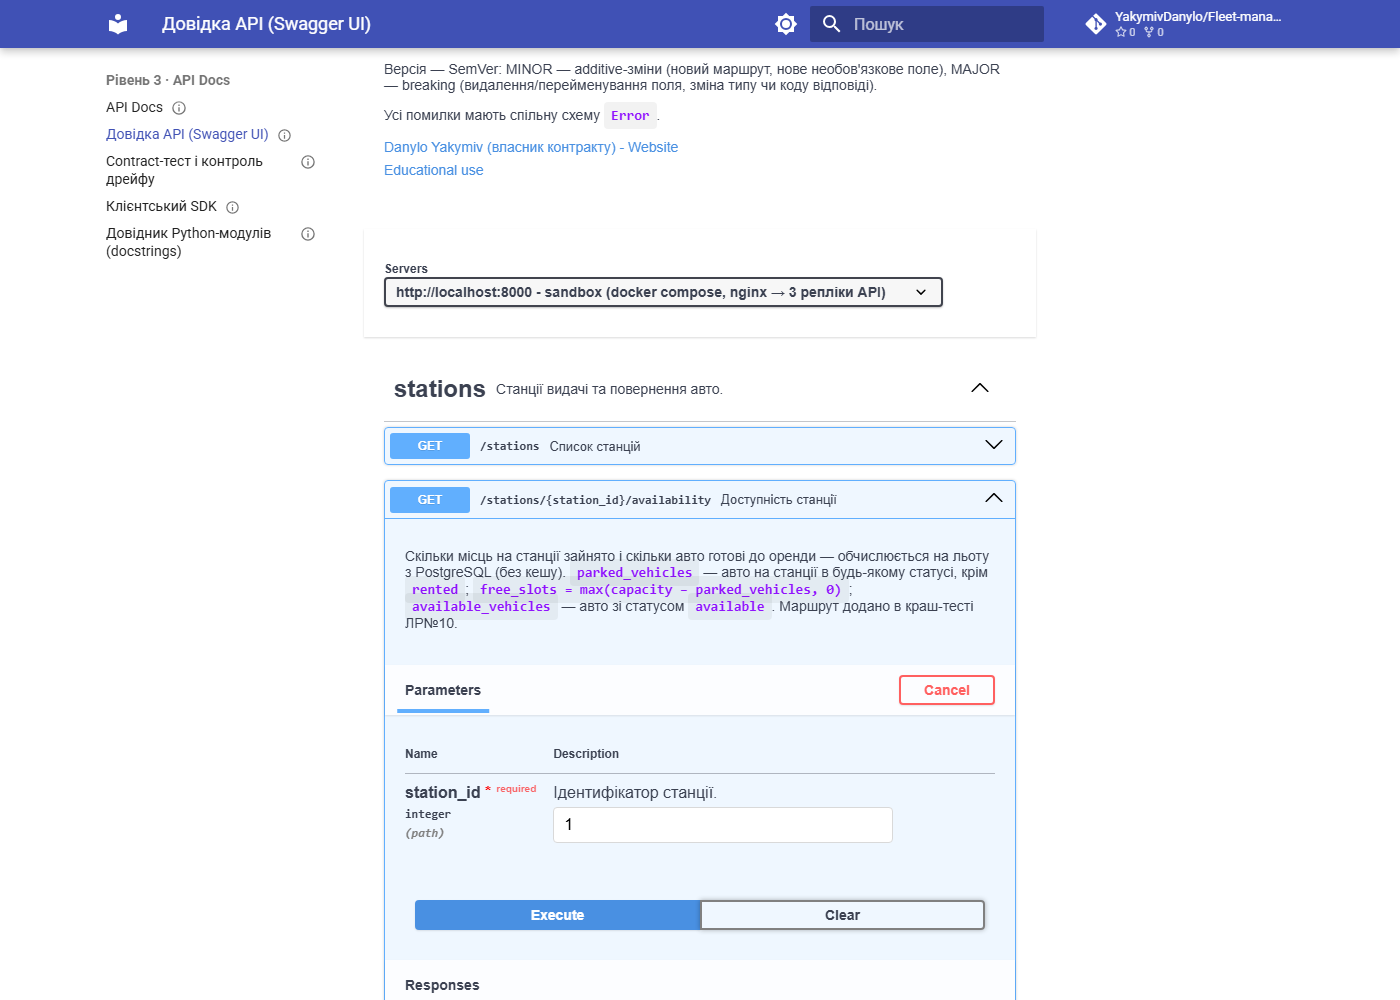 Довідка API (Swagger UI)
Пошук
YakymivDanylo/Fleet-mana...
0 0
Рівень 3 · API Docs
API Docs
Довідка API (Swagger UI)
Contract-тест і контроль
дрейфу
Клієнтський SDK
Довідник Python-модулів
(docstrings)
Версія — SemVer: MINOR — additive-зміни (новий маршрут, нове необов'язкове поле), MAJOR
— breaking (видалення/перейменування поля, зміна типу чи коду відповіді).
Усі помилки мають спільну схему Error .
Danylo Yakymiv (власник контракту) - Website
Educational use
Servers
http://localhost:8000 - sandbox (docker compose, nginx → 3 репліки API)
stations Станції видачі та повернення авто.
GET /stations Список станцій
GET /stations/{station_id}/availability Доступність станції
Скільки місць на станції зайнято і скільки авто готові до оренди — обчислюється на льоту
з PostgreSQL (без кешу). parked_vehicles — авто на станції в будь-якому статусі, крім
rented ; free_slots = max(capacity - parked_vehicles, 0) ;
available_vehicles — авто зі статусом available . Маршрут додано в краш-тесті
ЛР№10.
Parameters
Cancel
Name Description
station_id * required Ідентифікатор станції.
integer
(path)
1
Execute Clear
Responses